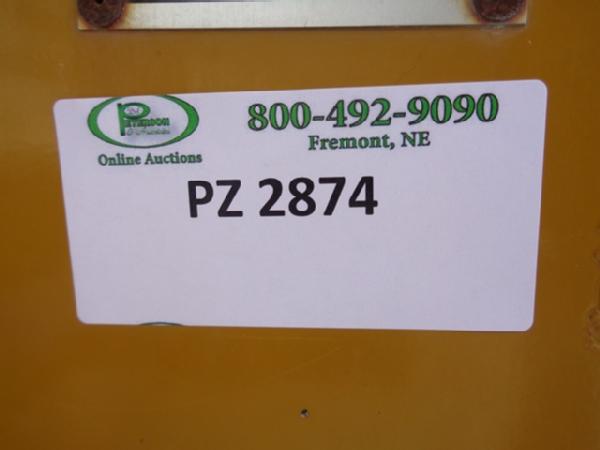 800-492-9090
Fremont, NE
Online Auctions
PZ 2874